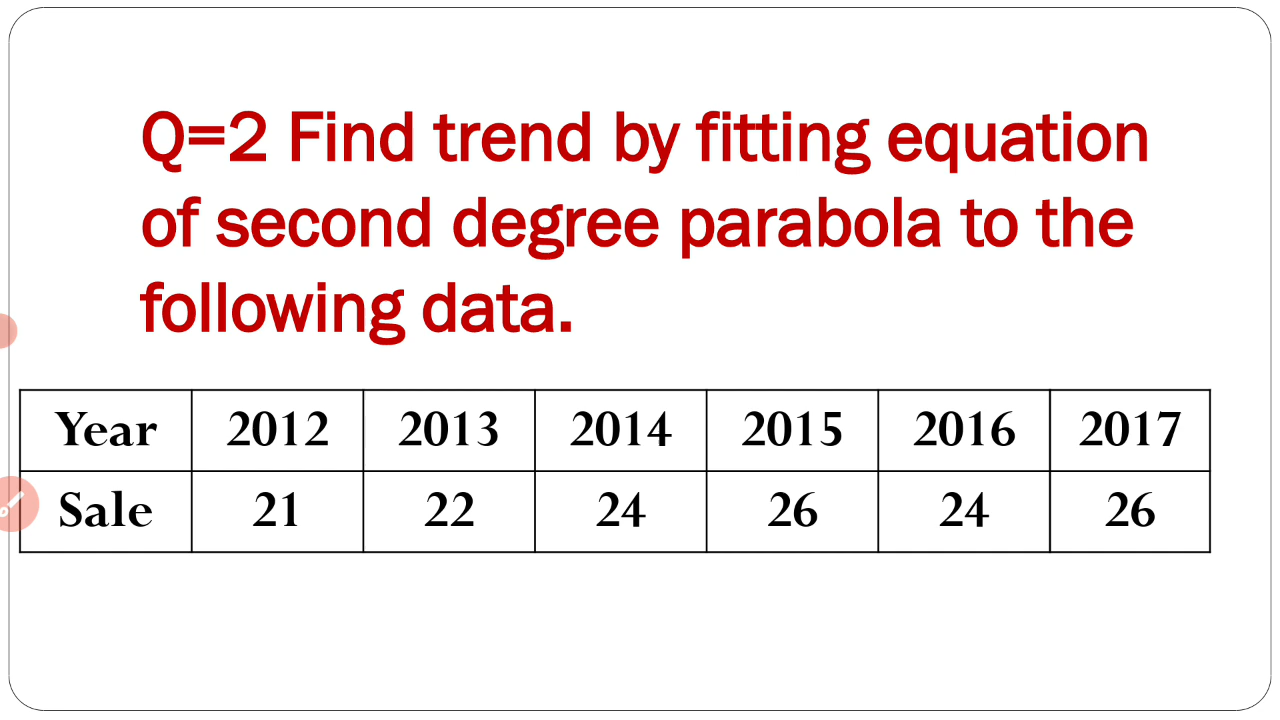 Q=2 Find trend by fitting equation
of second degree parabola to the
following data.
Year 2012 2013 2014 2015 2016 2017
Sale 21 22 24 26 24 26